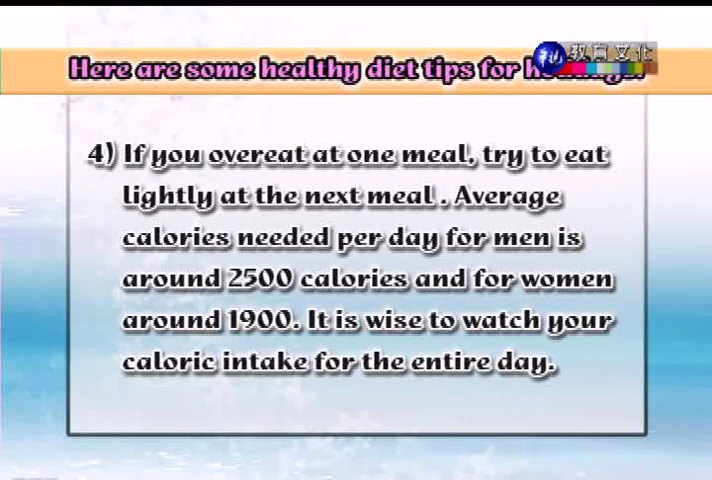 Here are some healthy diet tips for
教育文化
4) If you overeat at one meal, try to eat
lightly at the next meal . Average
calories needed per day for men is
around 2500 calories and for women
around 1900. It is wise to watch your
caloric intake for the entire day.